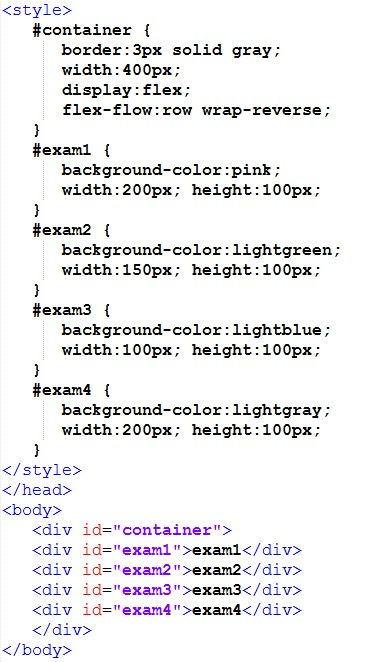 <style>
#container {
border:3px solid gray;
width:400px;
display:flex;
flex-flow:row wrap-reverse;
}
#exam1 {
background-color:pink;
width:200px; height:100px;
}
#exam2 {
background-color:lightgreen;
width:150px; height:100px;
}
#exam3 {
background-color:lightblue;
width:100px; height:100px;
}
#exam4 {
background-color:lightgray;
width:200px; height:100px;
}
</style>
</head>
<body>
<div id="container">
<div id="exam1">exam1</div>
<div id="exam2">exam2</div>
<div id="exam3">exam3</div>
<div id="exam4">exam4</div>
</div>
</body>